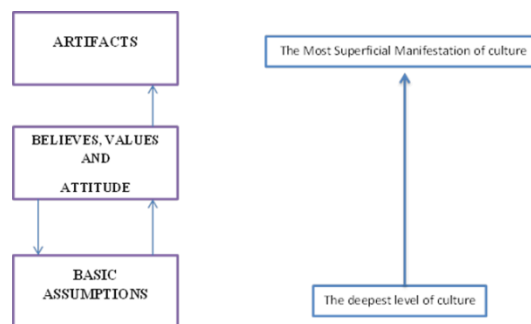 ARTIFACTS
The Most Superficial Manifestation of culture
BELIEVES, VALUES
AND
ATTITUDE
BASIC
ASSUMPTIONS
The deepest level of culture